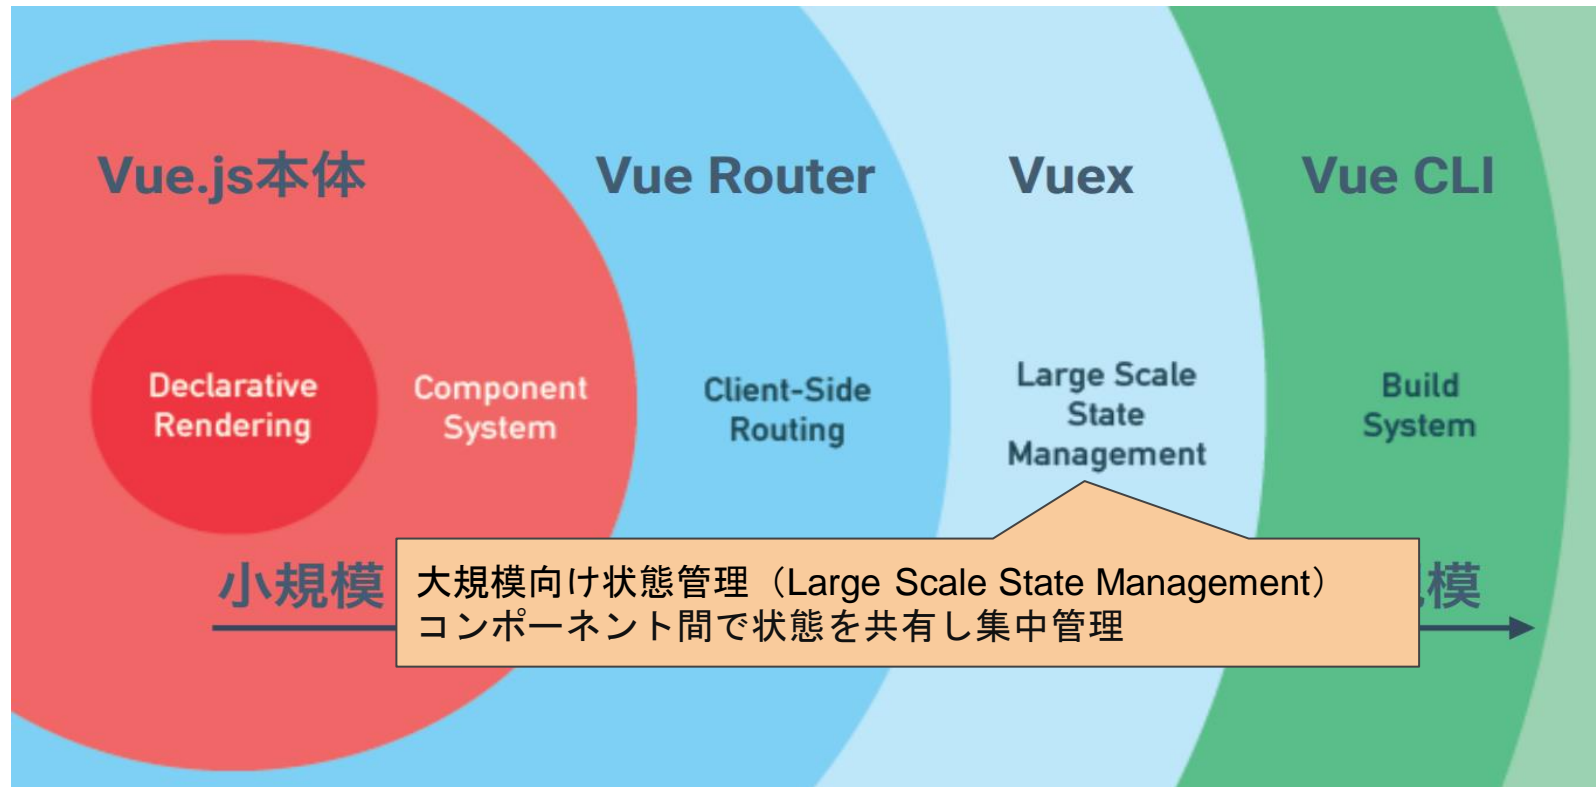 Vue.js本体
Vue Router
Vuex
Vue CLI
Declarative
Rendering
Component
System
Client-Side
Routing
Large Scale
State
Management
Build
System
小規模
模
大規模向け状態管理（Large Scale State Management）
コンポーネント間で状態を共有し集中管理